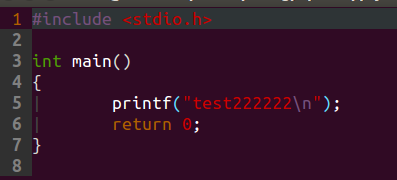 1 #include <stdio.h>
2
3 int main()
4 {
5 |       printf("test222222\n");
6 |       return 0;
7 }
8